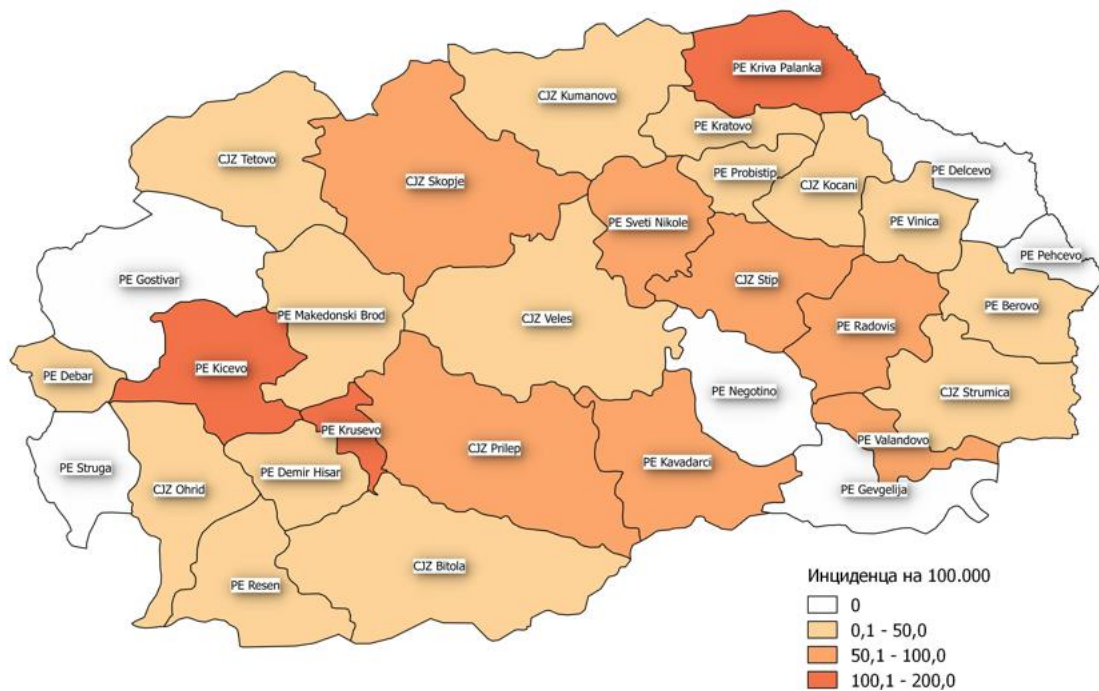 PE Kriva Palanka
CJZ Kumanovo
PE Kratovo
CJZ Tetovo
PE Delcevo
PE Probistip
CJZ Skopje
CJZ Kocani
PE Vinica
PE Sveti Nikole
PE Pehcevo
PE Gostivar
CJZ Stip
PE Berovo
PE Makedonski Brod
CJZ Veles
PE Radovis
PE Kicevo
PE Debar
PE Negotino
CJZ Strumica
PE Krusevo
PE Valandovo
CJZ Prilep
PE Struga
PE Demir Hisar
PE Kavadarci
CJZ Ohrid
PE Gevgelija
CJZ Bitola
PE Resen
Инциденца на 100.000
0
0,1 - 50,0
50,1 - 100,0
100,1 - 200,0